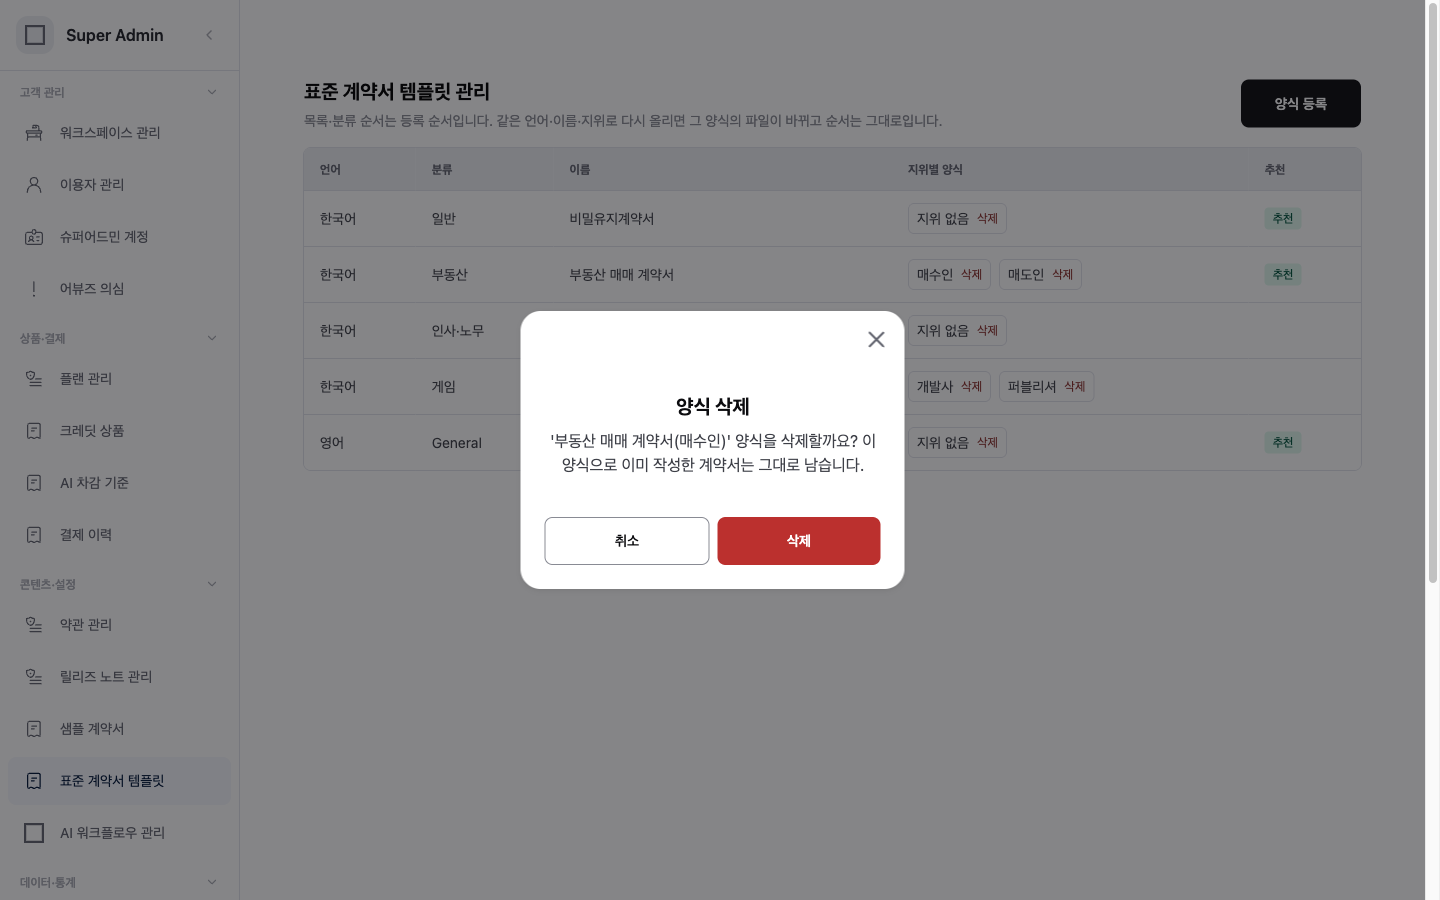 Super Admin
고객 관리
워크스페이스 관리
이용자 관리
슈퍼어드민 계정
어뷰즈 의심
상품·결제
플랜 관리
크레딧 상품
AI 차감 기준
결제 이력
콘텐츠·설정
약관 관리
릴리즈 노트 관리
샘플 계약서
표준 계약서 템플릿
AI 워크플로우 관리
데이터·통계
표준 계약서 템플릿 관리
목록·분류 순서는 등록 순서입니다. 같은 언어·이름·지위로 다시 올리면 그 양식의 파일이 바뀌고 순서는 그대로입니다.
양식 등록
언어 분류 이름 지위별 양식 추천
한국어 일반 비밀유지계약서 지위 없음 삭제 추천
한국어 부동산 부동산 매매 계약서 매수인 삭제 매도인 삭제 추천
한국어 인사·노무 지위 없음 삭제
한국어 게임 개발사 삭제 퍼블리셔 삭제
영어 General 지위 없음 삭제 추천
양식 삭제
'부동산 매매 계약서(매수인)' 양식을 삭제할까요? 이
양식으로 이미 작성한 계약서는 그대로 남습니다.
취소 삭제